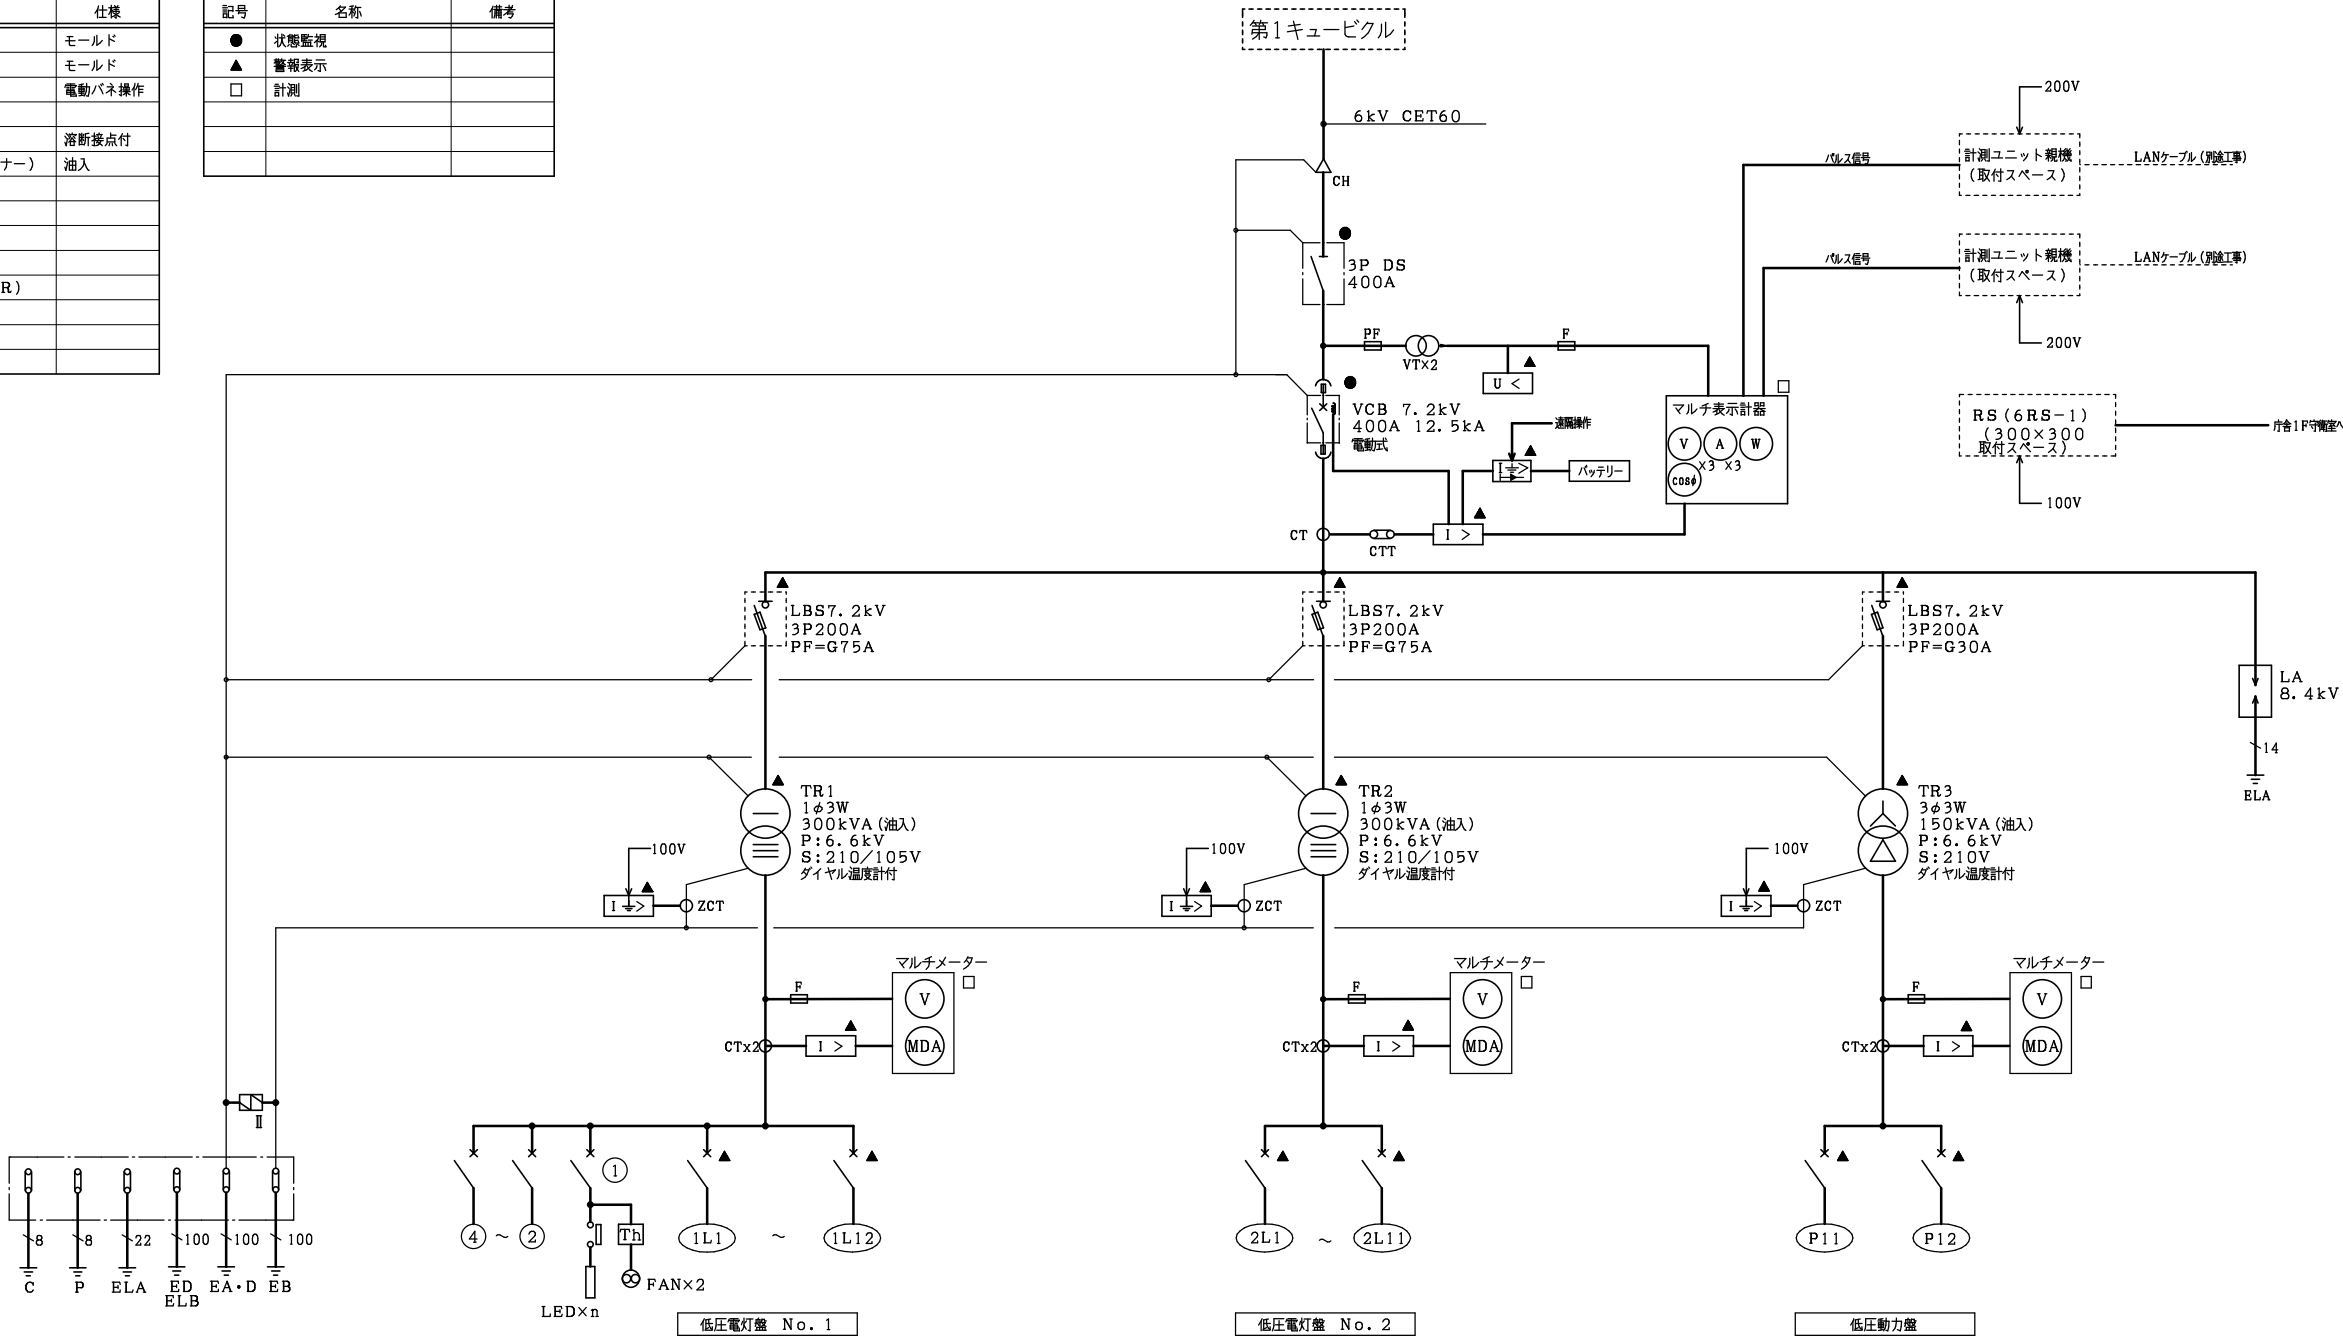 仕様
モールド
モールド
電動バネ操作
溶断接点付
ナー) 油入
R)
記号 名称 備考
● 状態監視
▲ 警報表示
□ 計測
第1キュービクル
6kV CET60
CH
3P DS
400A
PF
VT×2
F
U <
VCB 7.2kV
400A 12.5kA
電動式
遠隔操作
I >
バッテリー
CT
CTT
I >
マルチ表示計器
V A W
×3 ×3
COSφ
200V
パルス信号
計測ユニット親機
(取付スペース)
LANケーブル(別途工事)
パルス信号
計測ユニット親機
(取付スペース)
LANケーブル(別途工事)
200V
RS(6RS-1)
(300×300
取付スペース)
庁舎1F守衛室へ
100V
LBS7.2kV
3P200A
PF=G75A
LBS7.2kV
3P200A
PF=G75A
LBS7.2kV
3P200A
PF=G30A
LA
8.4kV
14
ELA
TR1
1φ3W
300kVA(油入)
P:6.6kV
S:210/105V
ダイヤル温度計付
100V
I >
ZCT
TR2
1φ3W
300kVA(油入)
P:6.6kV
S:210/105V
ダイヤル温度計付
100V
I >
ZCT
TR3
3φ3W
150kVA(油入)
P:6.6kV
S:210V
ダイヤル温度計付
100V
I >
ZCT
マルチメーター
F
V
CTx2
I >
MDA
マルチメーター
F
V
CTx2
I >
MDA
マルチメーター
F
V
CTx2
I >
MDA
Ⅱ
8 8 22 100 100 100
C P ELA ED EA・D EB
ELB
1
4 ~ 2
Th
FAN×2
LED×n
1L1 ~ 1L12
2L1 ~ 2L11
P11 P12
低圧電灯盤 No.1
低圧電灯盤 No.2
低圧動力盤